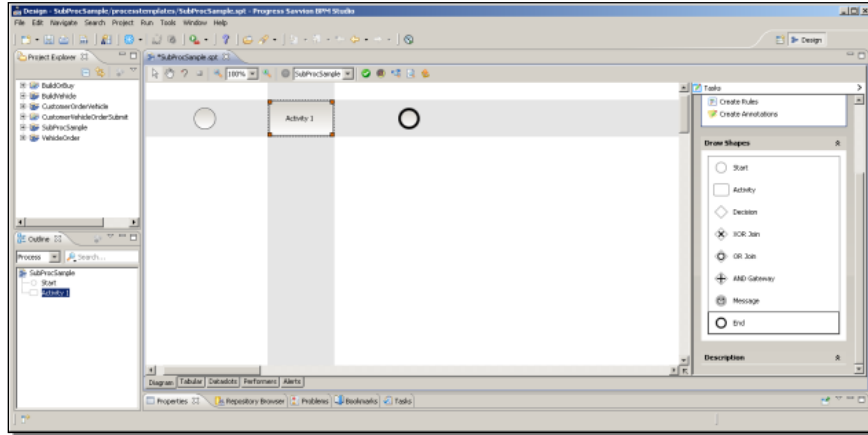 Design - SubProcSample/processtemplates/SubProcSample.spt - Progress Savvion BPM Studio
File Edit Navigate Search Project Run Tools Window Help
Design
Project Explorer
*SubProcSample.spt
100%
SubProcSample
BuildOrBuy
BuildVehicle
CustomerOrderVehicle
CustomerVehicleOrderSubmit
SubProcSample
VehicleOrder
Activity 1
Tasks
Create Rules
Create Annotations
Draw Shapes
Start
Activity
Decision
XOR Join
OR Join
AND Gateway
Message
End
Description
Outline
Process
Search...
SubProcSample
Start
Activity 1
Diagram Tabular Dataslots Performers Alerts
Properties Repository Browser Problems Bookmarks Tasks